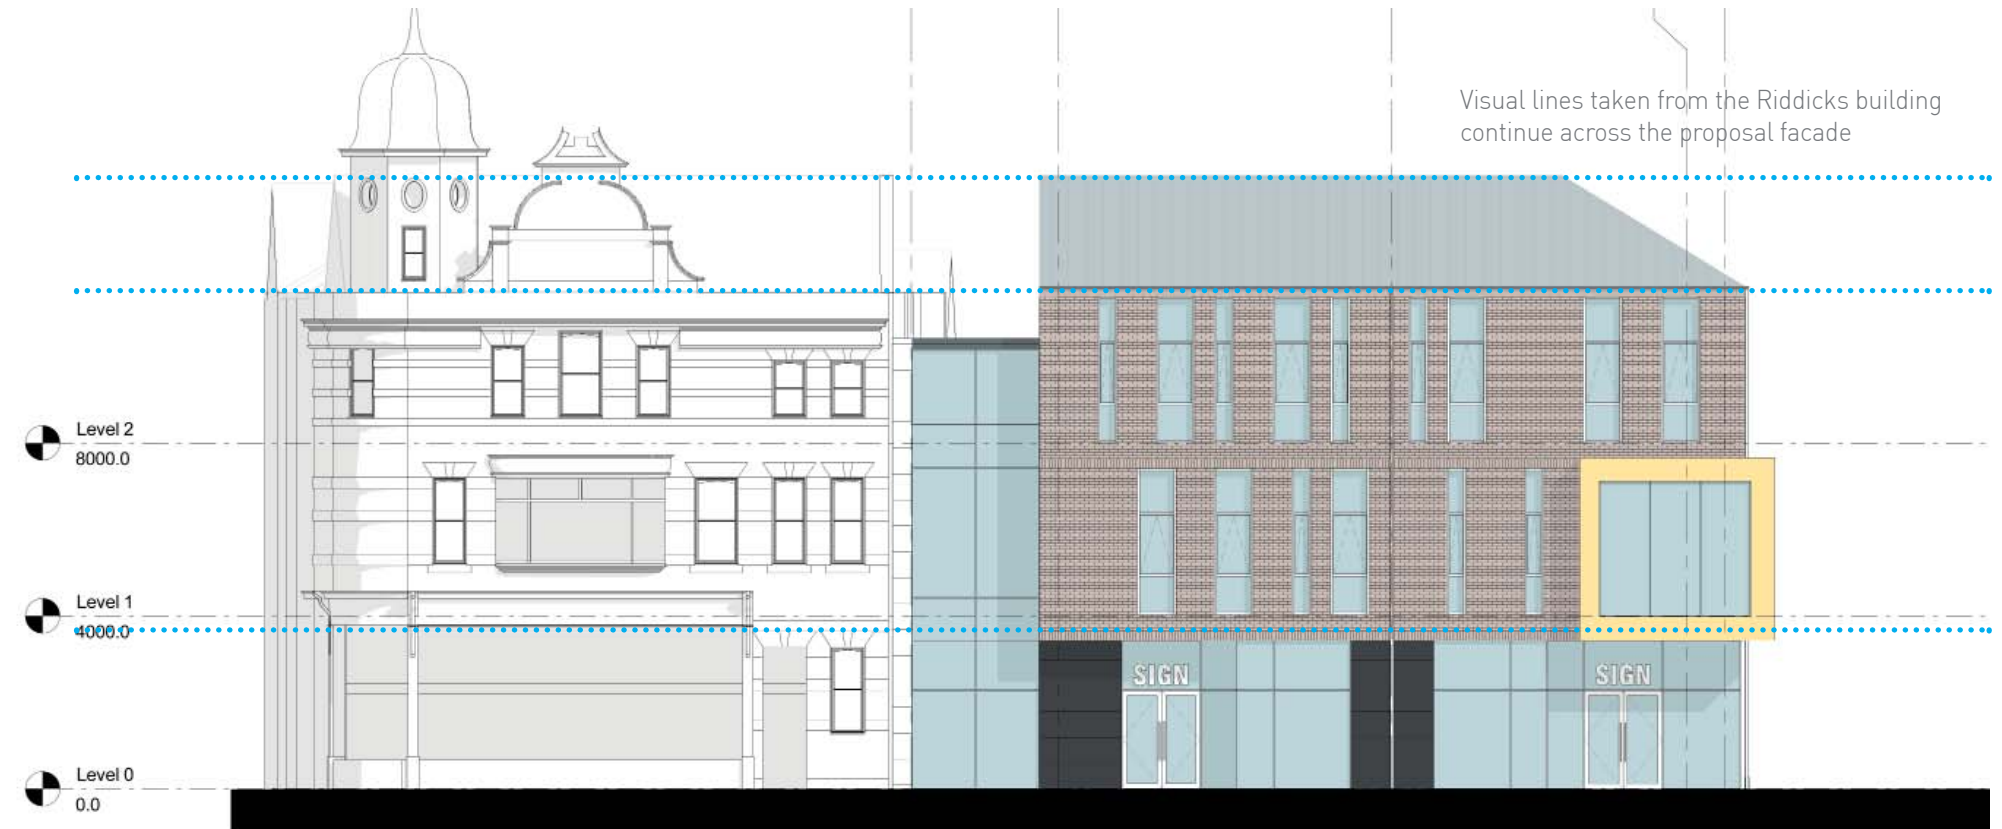 Visual lines taken from the Riddicks building
continue across the proposal facade
Level 2
8000.0
Level 1
4000.0
SIGN
SIGN
Level 0
0.0